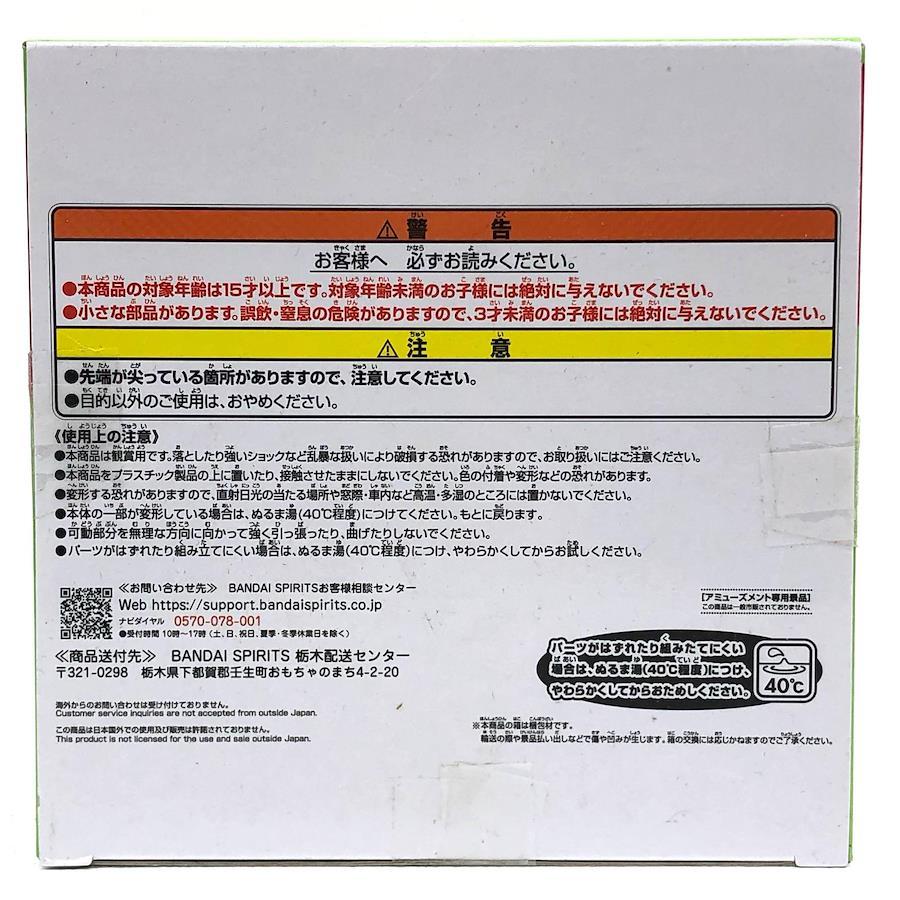 ⚠警告
お客様へ 必ずお読みください。
●本商品の対象年齢は15才以上です。対象年齢未満のお子様には絶対に与えないでください。
●小さな部品があります。誤飲・窒息の危険がありますので、3才未満のお子様には絶対に与えないでください。
⚠注意
●先端が尖っている箇所がありますので、注意してください。
●目的以外のご使用は、おやめください。
《使用上の注意》
●本商品は観賞用です。落としたり強いショックなど乱暴な扱いにより破損する恐れがありますので、お取り扱いにはご注意ください。
●本商品をプラスチック製品の上に置いたり、接触させたままにしないでください。色の付着や変形などの恐れがあります。
●変形する恐れがありますので、直射日光の当たる場所や窓際・車内など高温・多湿のところには置かないでください。
●本体の一部が変形している場合は、ぬるま湯(40℃程度)につけてください。もとに戻ります。
●可動部分を無理な方向に向かって強く引っ張ったり、曲げたりしないでください。
●パーツがはずれたり組み立てにくい場合は、ぬるま湯(40℃程度)につけ、やわらかくしてからお試しください。
≪お問い合わせ先≫ BANDAI SPIRITSお客様相談センター
Web https://support.bandaispirits.co.jp
ナビダイヤル 0570-078-001
●受付時間 10時〜17時 (土、日、祝日、夏季・冬季休業日を除く)
≪商品送付先≫ BANDAI SPIRITS 栃木配送センター
〒321-0298 栃木県下都賀郡壬生町おもちゃのまち4-2-20
海外からのお問い合わせは受け付けておりません。
Customer service inquiries are not accepted from outside Japan.
この商品は日本国外での使用及び販売は許諾されておりません。
This product is not licensed for the use and sale outside Japan.
[アミューズメント専用景品]
この商品は一般市販されておりません。
パーツがはずれたり組みたてにくい
場合は、ぬるま湯(40℃程度)につけ、
やわらかくしてからおためしください。
40℃
※本商品の箱は梱包材です。
輸送の際や景品払い出しなどで傷や凹みが生じます。箱の交換には応じかねますのでご了承ください。